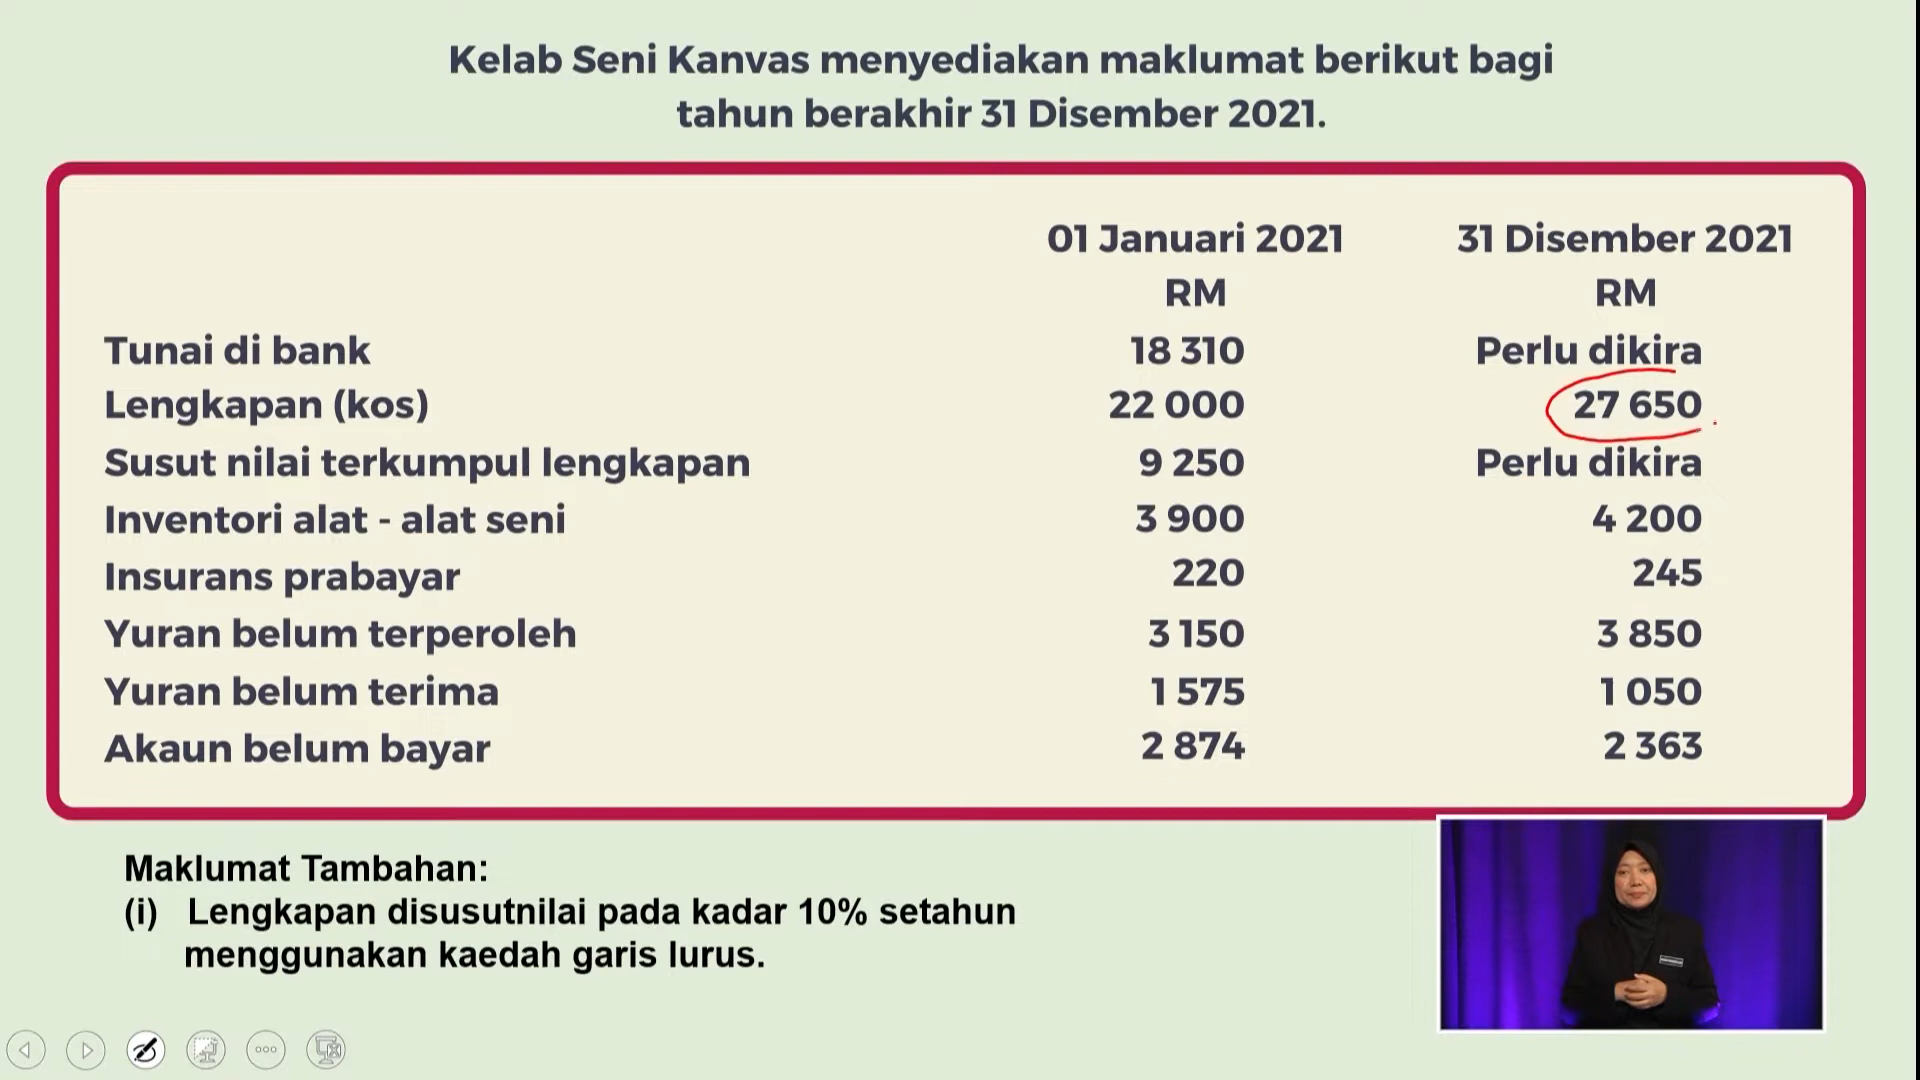 Kelab Seni Kanvas menyediakan maklumat berikut bagi
tahun berakhir 31 Disember 2021.
01 Januari 2021 31 Disember 2021
RM RM
Tunai di bank 18 310 Perlu dikira
Lengkapan (kos) 22 000 27 650
Susut nilai terkumpul lengkapan 9 250 Perlu dikira
Inventori alat - alat seni 3 900 4 200
Insurans prabayar 220 245
Yuran belum terperoleh 3 150 3 850
Yuran belum terima 1 575 1 050
Akaun belum bayar 2 874 2 363
Maklumat Tambahan:
(i) Lengkapan disusutnilai pada kadar 10% setahun
menggunakan kaedah garis lurus.